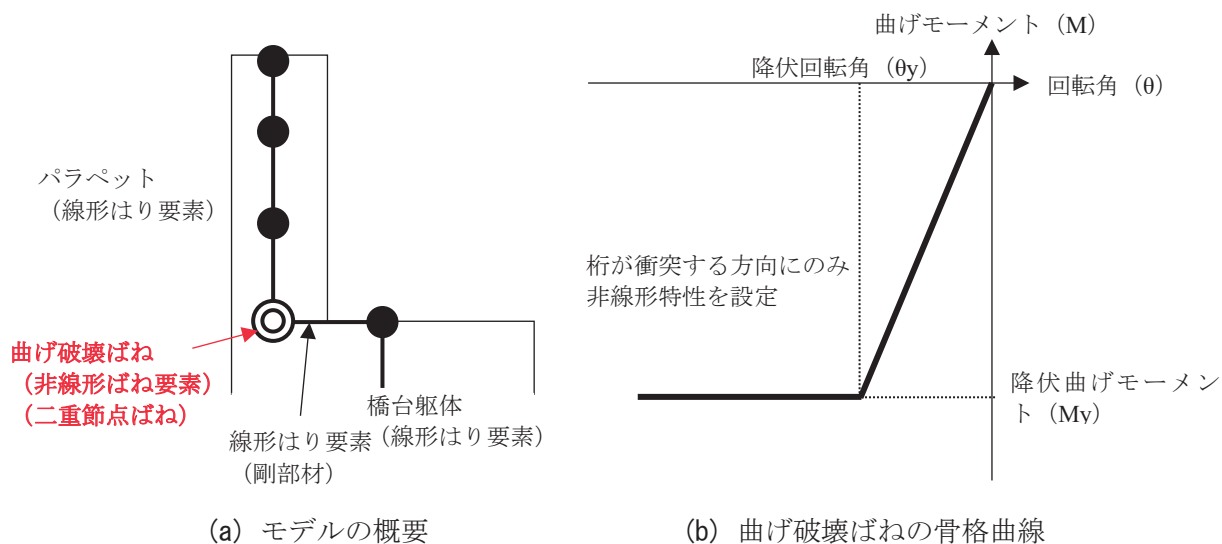 パラペット
（線形はり要素）
曲げ破壊ばね
（非線形ばね要素）
（二重節点ばね）
線形はり要素
（剛部材）
橋台躯体
（線形はり要素）
(a) モデルの概要
曲げモーメント（M）
降伏回転角（θy）
回転角（θ）
桁が衝突する方向にのみ
非線形特性を設定
降伏曲げモーメン
ト（My）
(b) 曲げ破壊ばねの骨格曲線